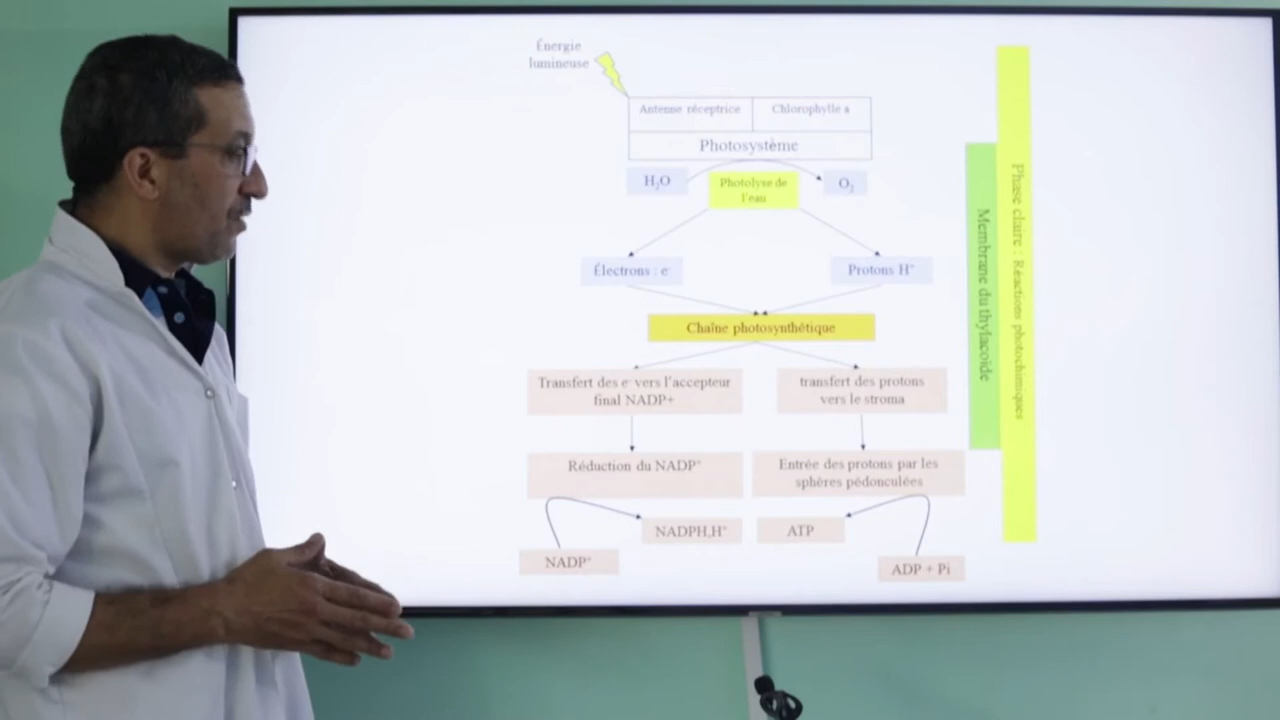 Énergie
lumineuse
Antenne réceptrice
Chlorophylle a
Photosystème
H₂O
Photolyse de
l'eau
O₂
Électrons : e⁻
Protons H⁺
Chaîne photosynthétique
Transfert des e⁻ vers l'accepteur
final NADP+
transfert des protons
vers le stroma
Réduction du NADP⁺
Entrée des protons par les
sphères pédonculées
NADPH,H⁺
ATP
NADP⁺
ADP + Pi
Membrane du thylacoïde
Phase claire : Réactions photochimiques